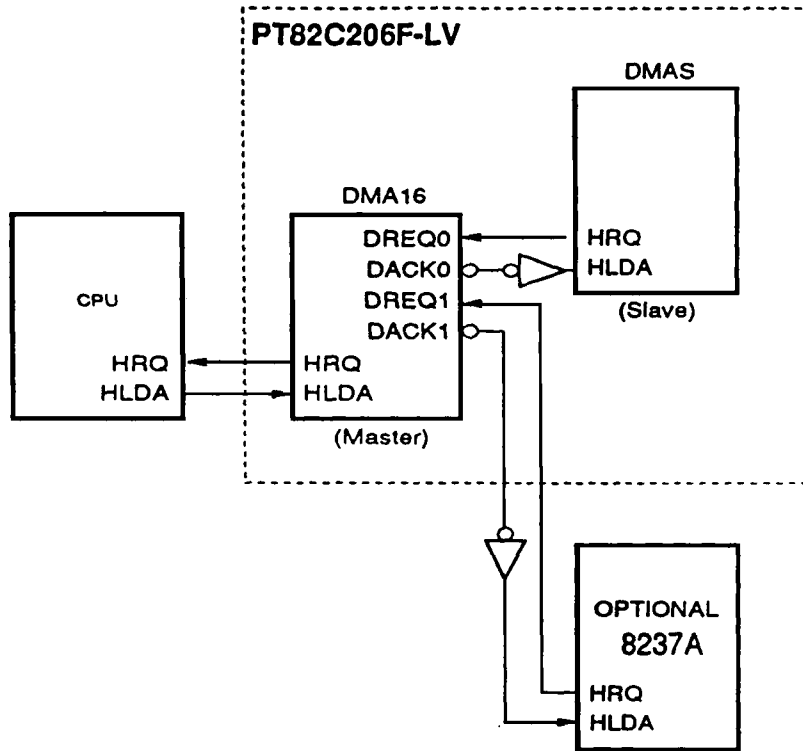 PT82C206F-LV
DMAS
DMA16
DREQ0
DACK0
DREQ1
DACK1
HRQ
HLDA
(Master)
HRQ
HLDA
(Slave)
CPU
HRQ
HLDA
OPTIONAL
8237A
HRQ
HLDA